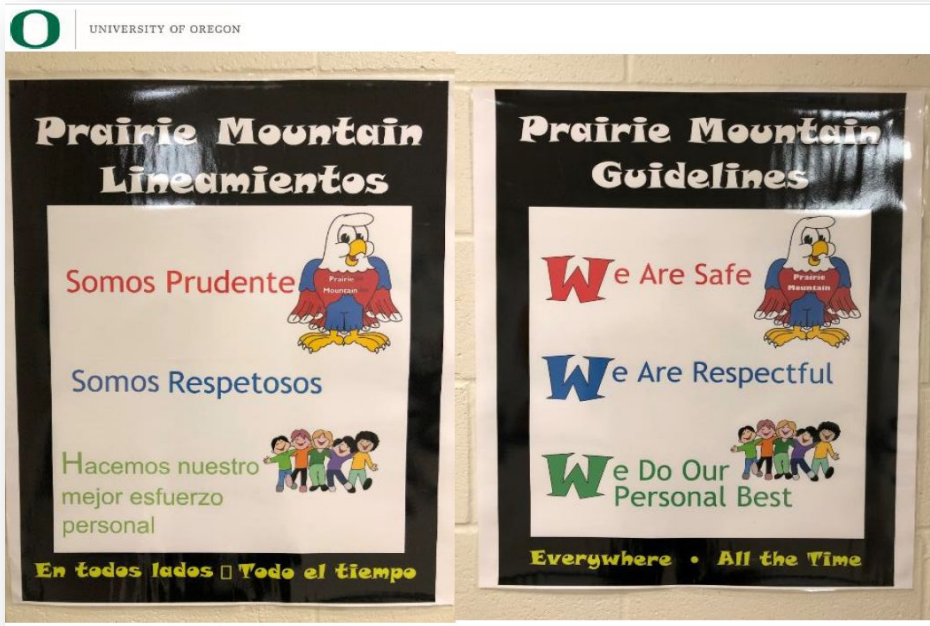 UNIVERSITY OF OREGON
Prairie Mountain
Lineamientos
Somos Prudente
Prairie
Mountain
Somos Respetosos
Hacemos nuestro
mejor esfuerzo
personal
En todos lados ▯ Todo el tiempo
Prairie Mountain
Guidelines
We Are Safe
Prairie
Mountain
We Are Respectful
We Do Our
Personal Best
Everywhere • All the Time